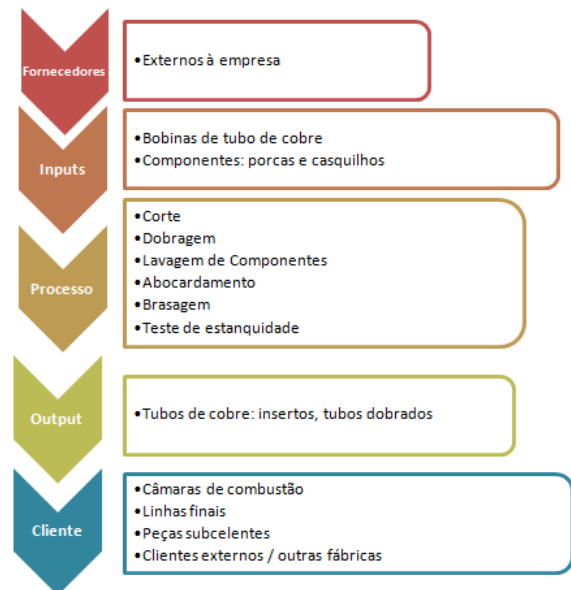 Fornecedores
•Externos à empresa
Inputs
•Bobinas de tubo de cobre
•Componentes: porcas e casquilhos
Processo
•Corte
•Dobragem
•Lavagem de Componentes
•Abocardamento
•Brasagem
•Teste de estanquidade
Output
•Tubos de cobre: insertos, tubos dobrados
Cliente
•Câmaras de combustão
•Linhas finais
•Peças subcelentes
•Clientes externos / outras fábricas